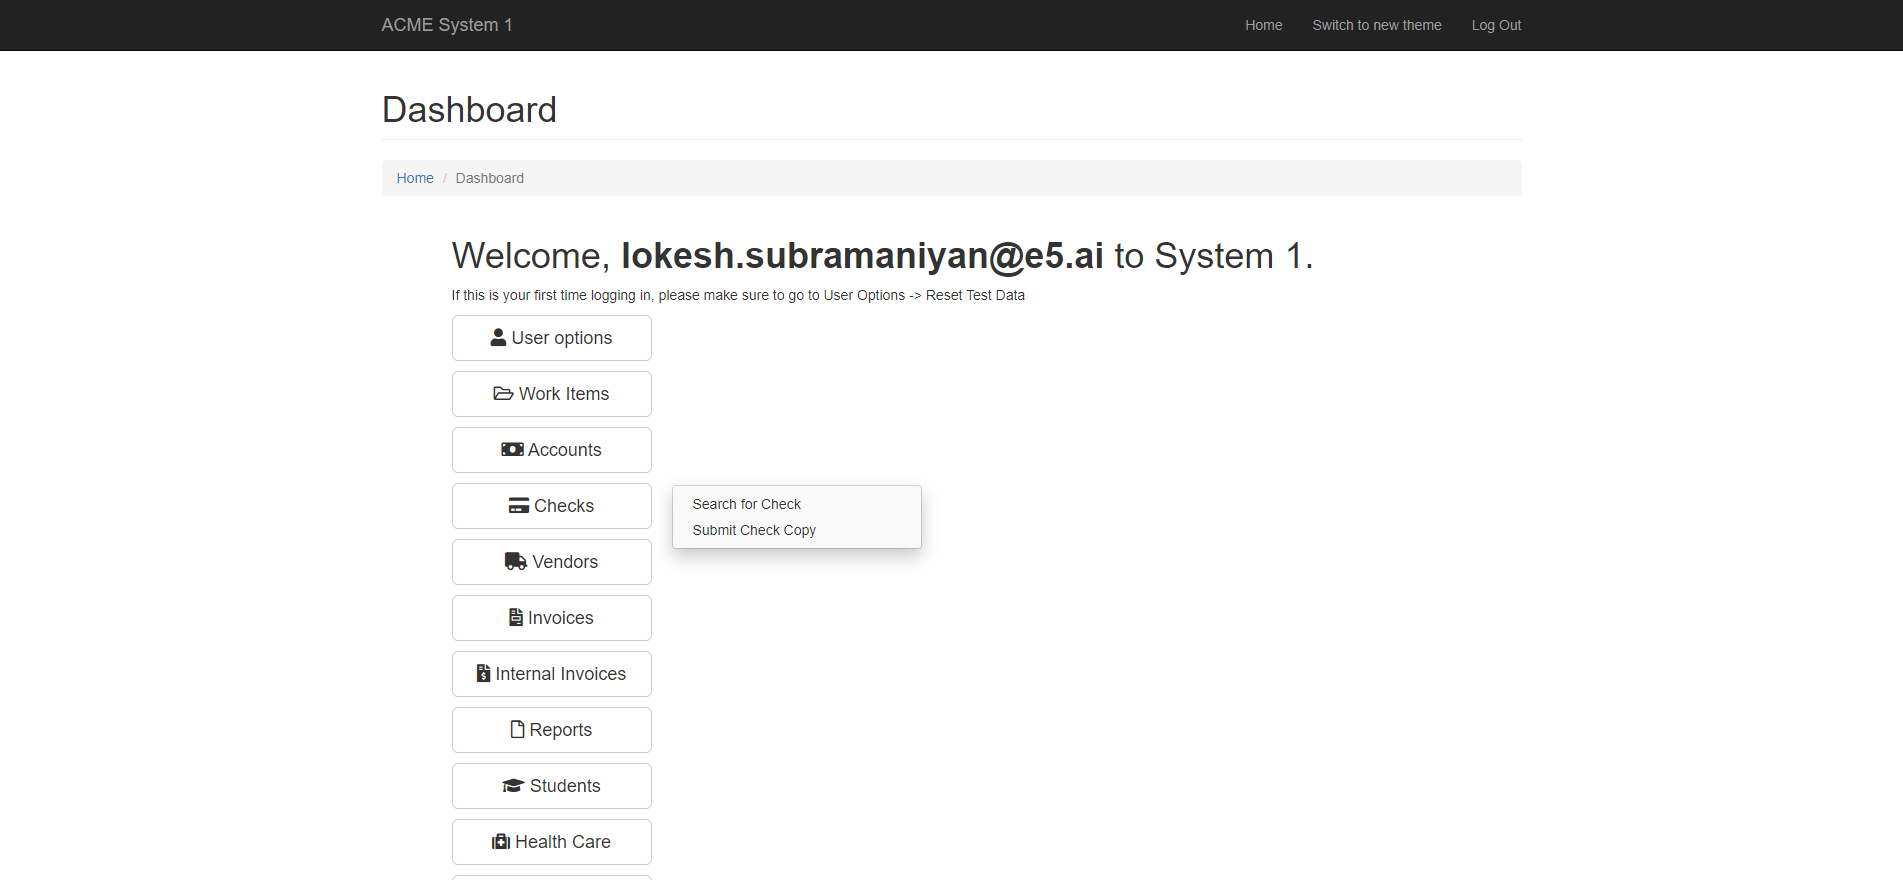 ACME System 1
Home
Switch to new theme
Log Out
Dashboard
Home / Dashboard
Welcome, lokesh.subramaniyan@e5.ai to System 1.
If this is your first time logging in, please make sure to go to User Options -> Reset Test Data
User options
Work Items
Accounts
Checks
Search for Check
Submit Check Copy
Vendors
Invoices
Internal Invoices
Reports
Students
Health Care